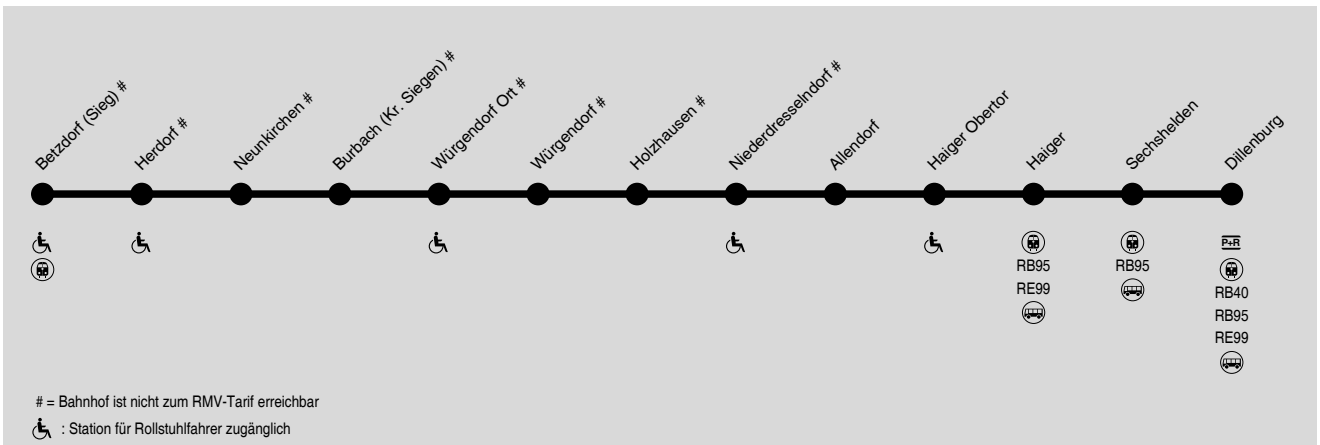 Betzdorf (Sieg) #
Herdorf #
Neunkirchen #
Burbach (Kr. Siegen) #
Würgendorf Ort #
Würgendorf #
Holzhausen #
Niederdresselndorf #
Allendorf
Haiger Obertor
Haiger
Sechshelden
Dillenburg
RB95
RE99
RB95
P+R
RB40
RB95
RE99
# = Bahnhof ist nicht zum RMV-Tarif erreichbar
: Station für Rollstuhlfahrer zugänglich